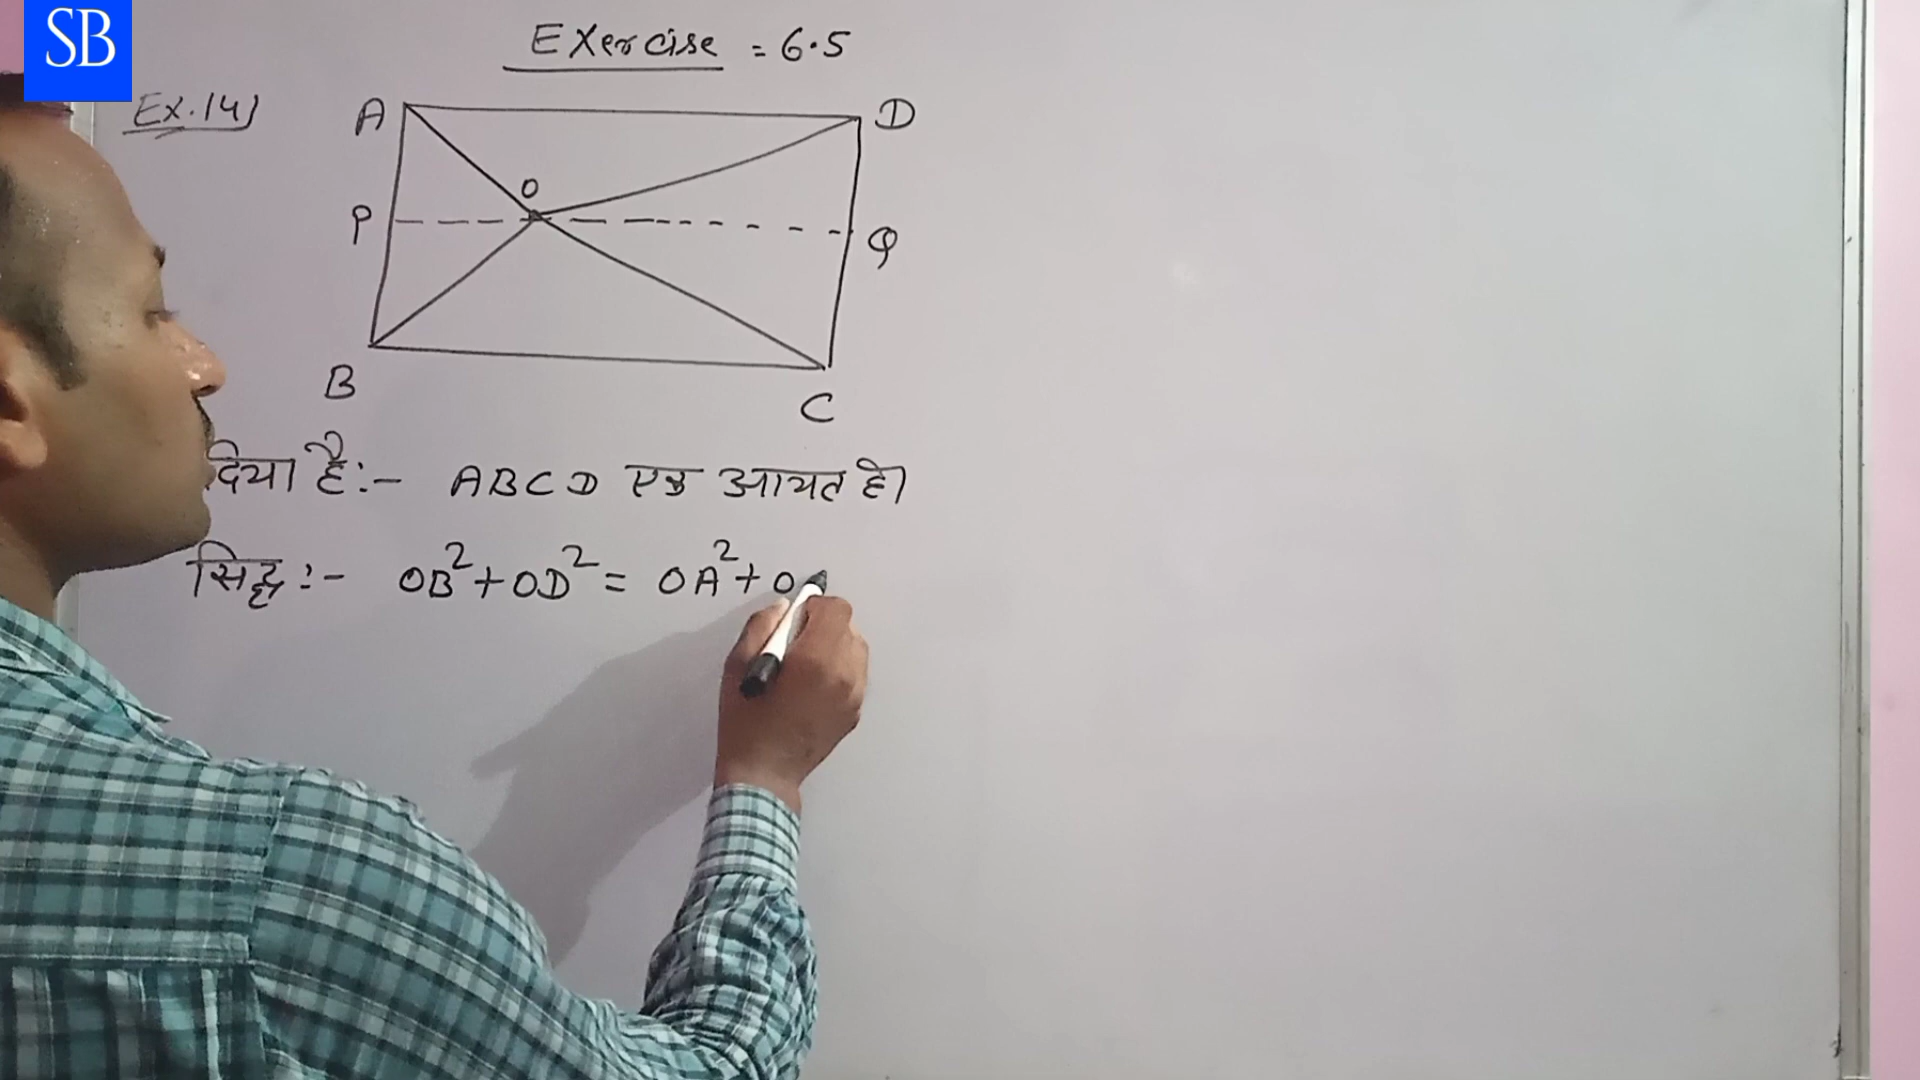 SB
Exercise = 6.5
Ex.14)
A
D
O
P
Q
B
C
दिया है:- ABCD एक आयत है।
सिद्ध:- OB²+OD² = OA²+O